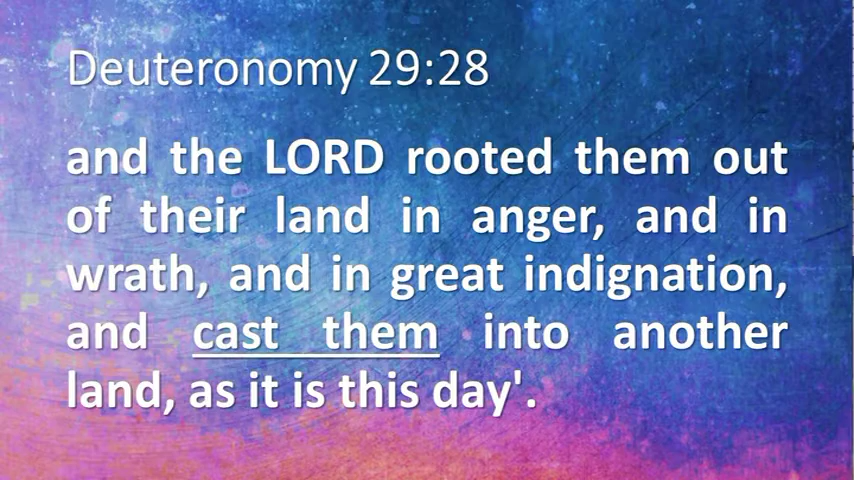 Deuteronomy 29:28
and the LORD rooted them out
of their land in anger, and in
wrath, and in great indignation,
and cast them into another
land, as it is this day'.